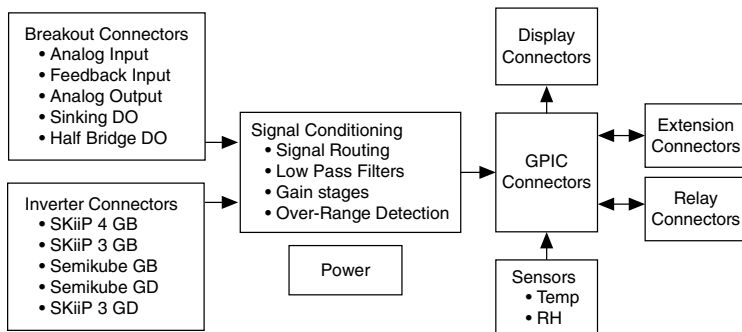 Breakout Connectors
• Analog Input
• Feedback Input
• Analog Output
• Sinking DO
• Half Bridge DO
Inverter Connectors
• SKiiP 4 GB
• SKiiP 3 GB
• Semikube GB
• Semikube GD
• SKiiP 3 GD
Signal Conditioning
• Signal Routing
• Low Pass Filters
• Gain stages
• Over-Range Detection
Power
Display
Connectors
GPIC
Connectors
Sensors
• Temp
• RH
Extension
Connectors
Relay
Connectors